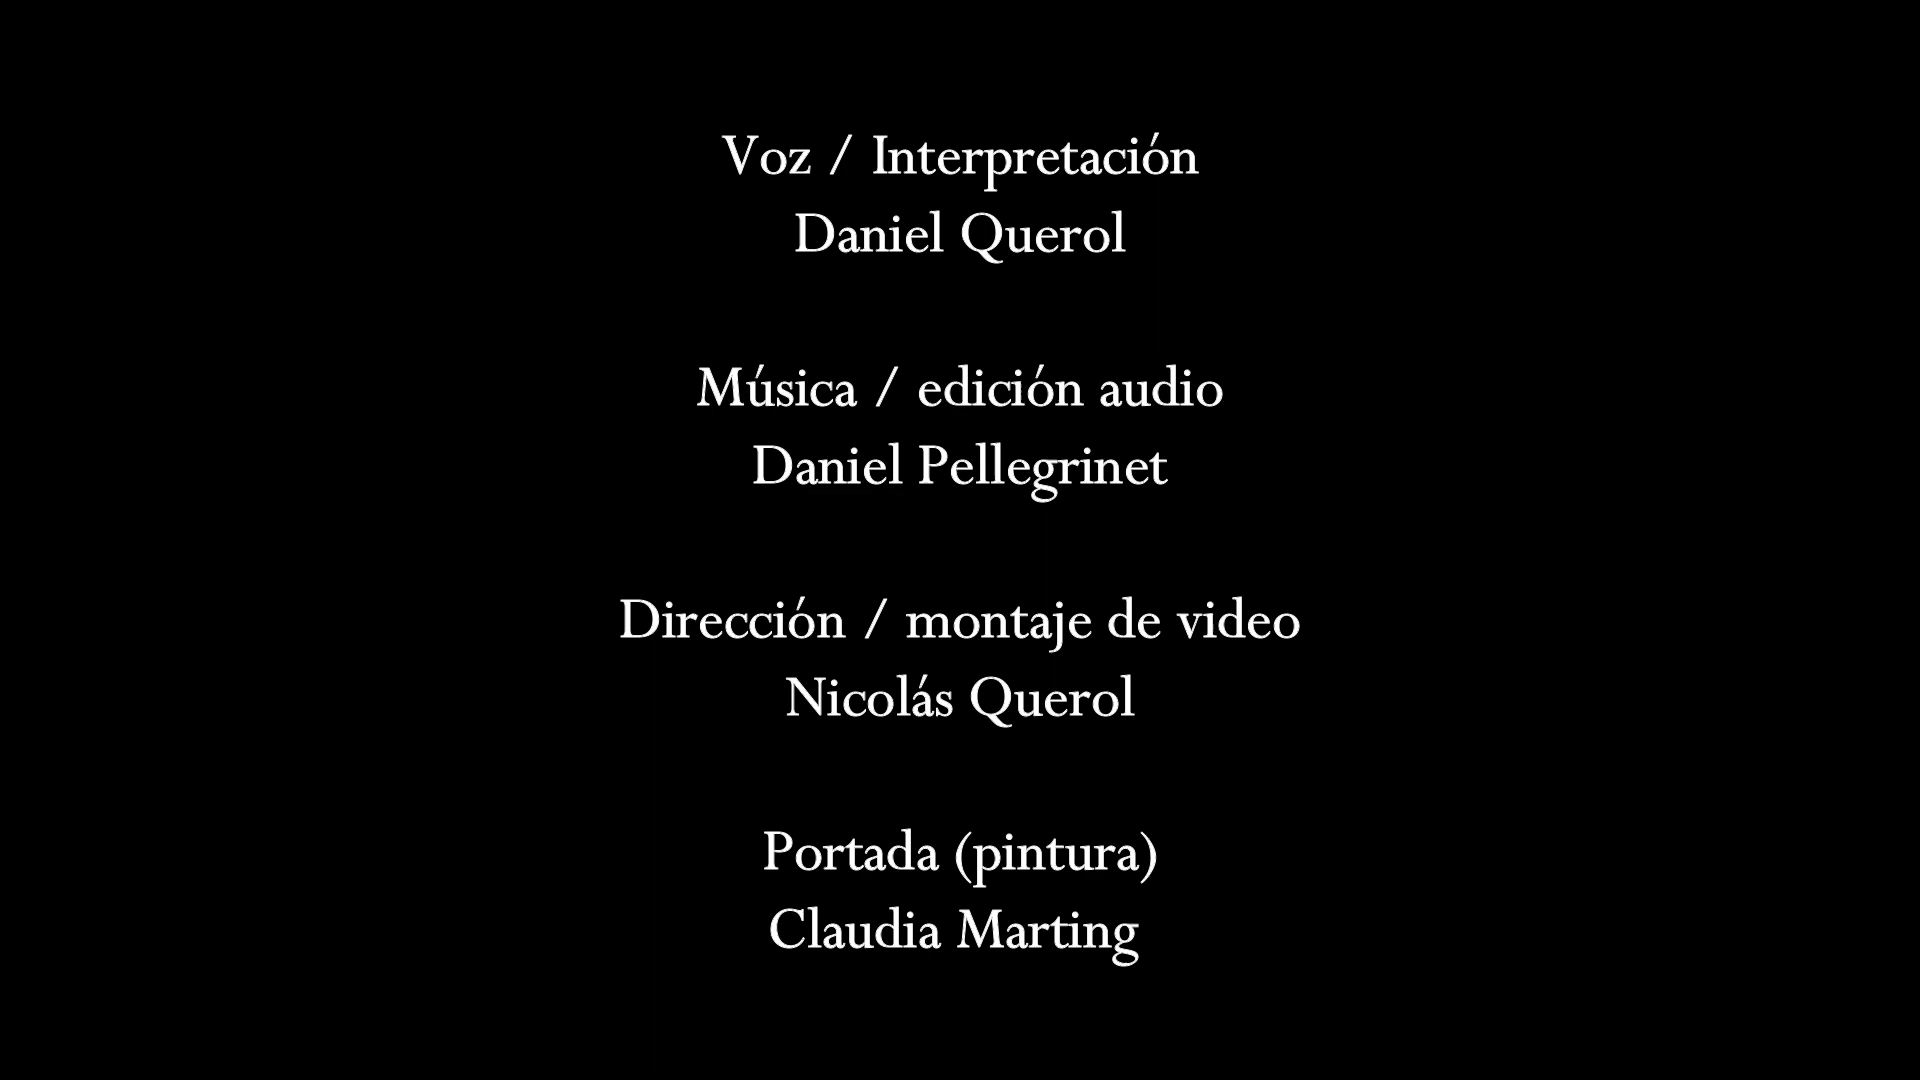 Voz / Interpretación
Daniel Querol
Música / edición audio
Daniel Pellegrinet
Dirección / montaje de video
Nicolás Querol
Portada (pintura)
Claudia Marting